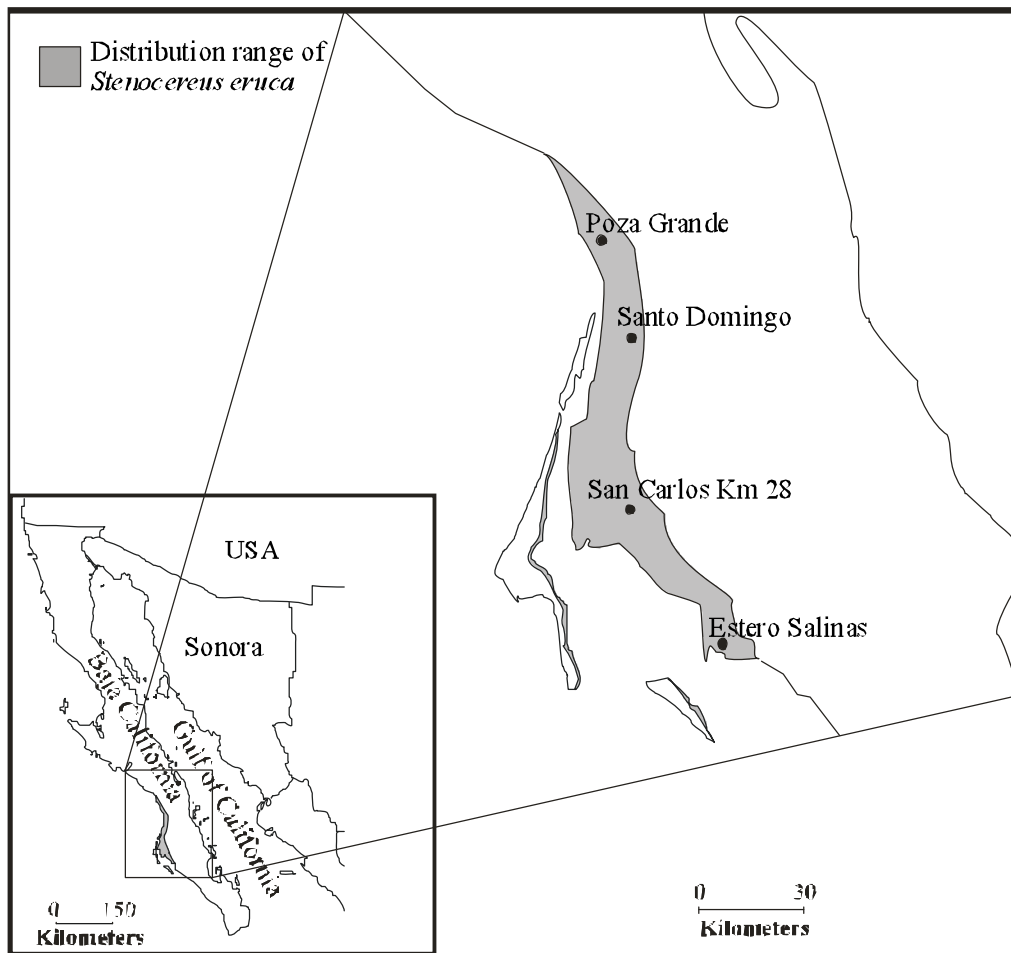 Distribution range of
Stenocereus eruca
Poza Grande
Santo Domingo
San Carlos Km 28
Estero Salinas
USA
Sonora
Baja California
Gulf of California
0 150
Kilometers
0 30
Kilometers